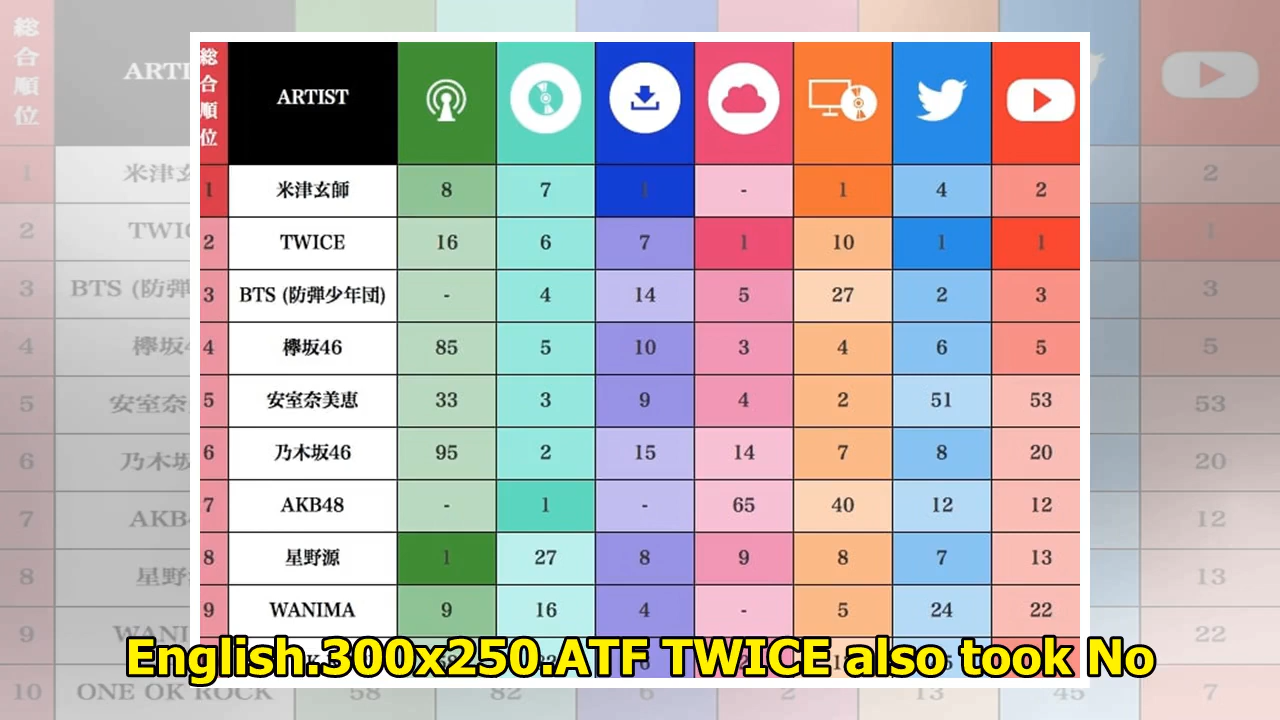 総合順位 ARTIST
1 米津玄師 8 7 1 - 1 4 2
2 TWICE 16 6 7 1 10 1 1
3 BTS (防弾少年団) - 4 14 5 27 2 3
4 欅坂46 85 5 10 3 4 6 5
5 安室奈美恵 33 3 9 4 2 51 53
6 乃木坂46 95 2 15 14 7 8 20
7 AKB48 - 1 - 65 40 12 12
8 星野源 1 27 8 9 8 7 13
9 WANIMA 9 16 4 - 5 24 22
English.300x250.ATF TWICE also took No
10 ONE OK ROCK 58 82 6 2 13 45 7